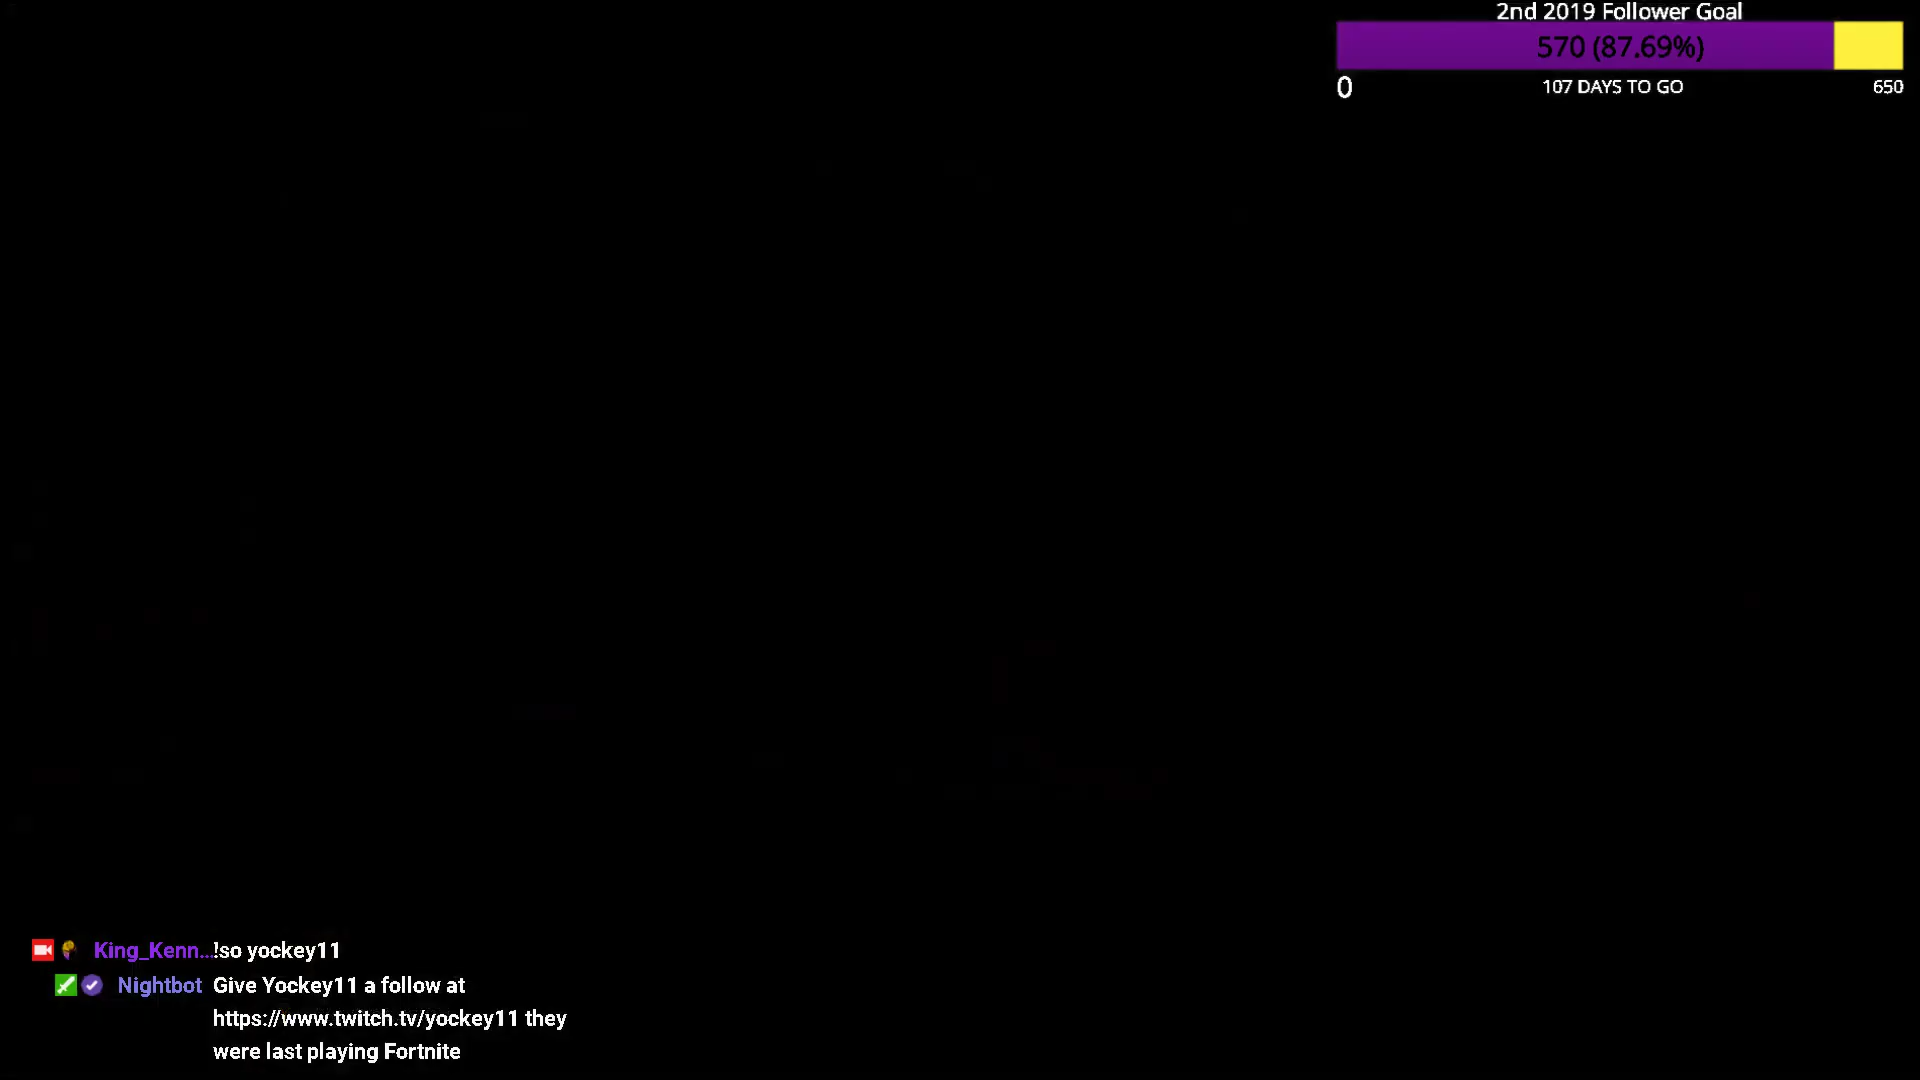 2nd 2019 Follower Goal
570 (87.69%)
0 107 DAYS TO GO 650
King_Kenn... !so yockey11
Nightbot Give Yockey11 a follow at
https://www.twitch.tv/yockey11 they
were last playing Fortnite